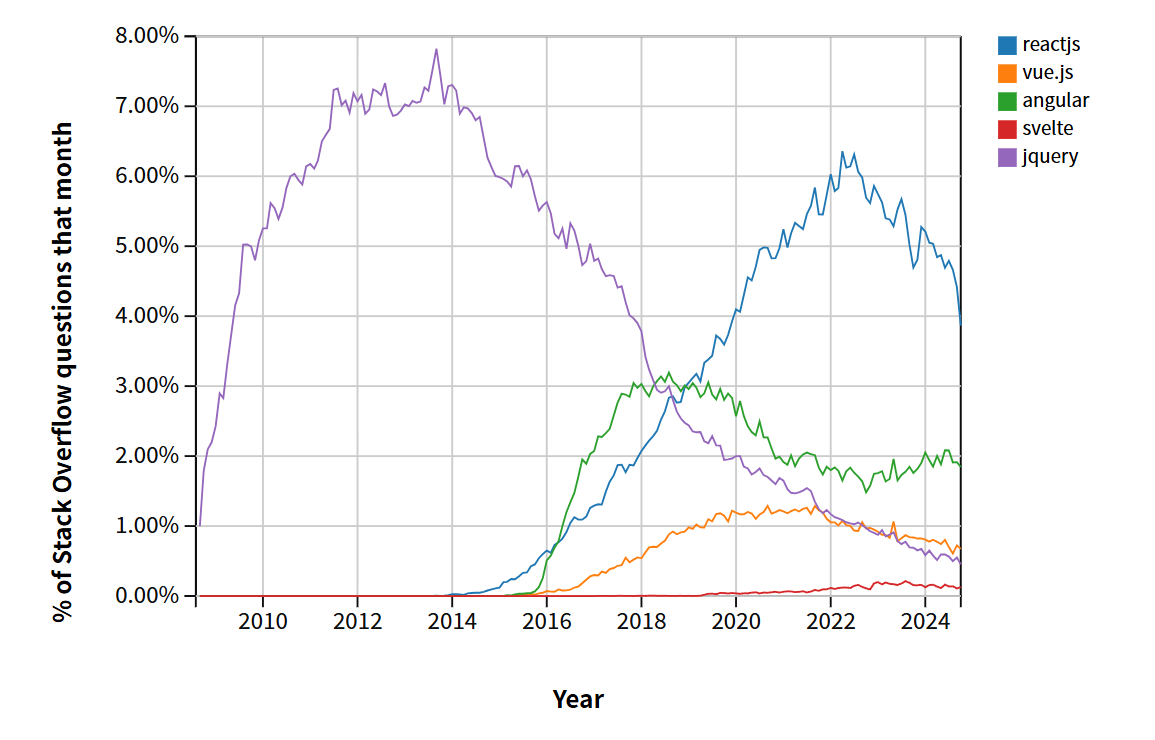 % of Stack Overflow questions that month
8.00%
7.00%
6.00%
5.00%
4.00%
3.00%
2.00%
1.00%
0.00%
2010 2012 2014 2016 2018 2020 2022 2024
Year
reactjs
vue.js
angular
svelte
jquery